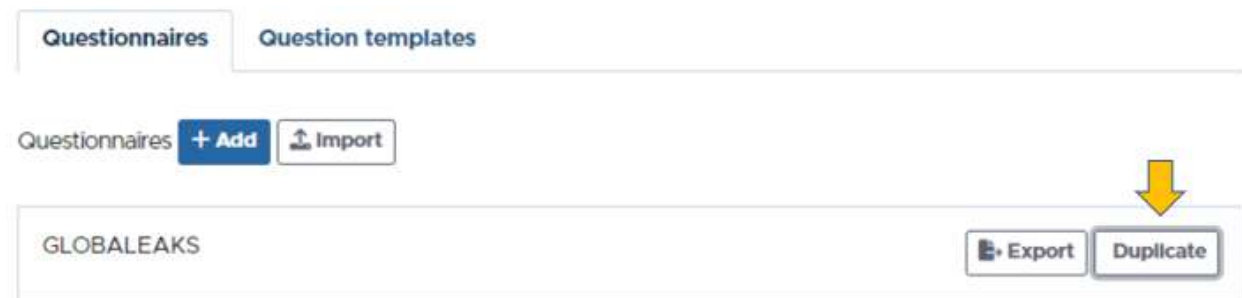 Questionnaires Question templates
Questionnaires + Add Import
GLOBALEAKS Export Duplicate